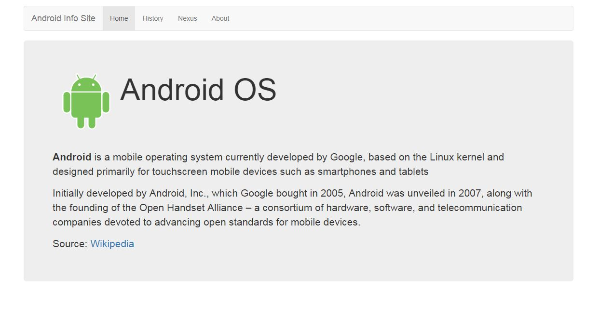 Android Info Site Home History Nexus About
Android OS
Android is a mobile operating system currently developed by Google, based on the Linux kernel and
designed primarily for touchscreen mobile devices such as smartphones and tablets
Initially developed by Android, Inc., which Google bought in 2005, Android was unveiled in 2007, along with
the founding of the Open Handset Alliance – a consortium of hardware, software, and telecommunication
companies devoted to advancing open standards for mobile devices.
Source: Wikipedia